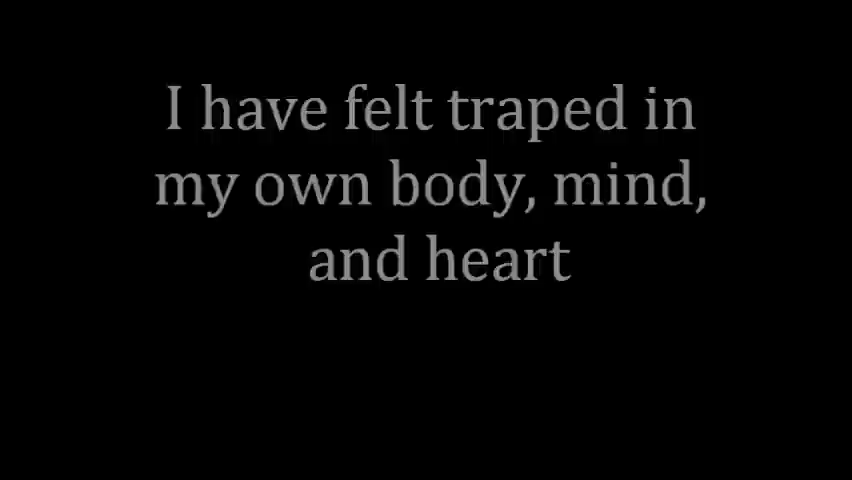 I have felt traped in
my own body, mind,
and heart